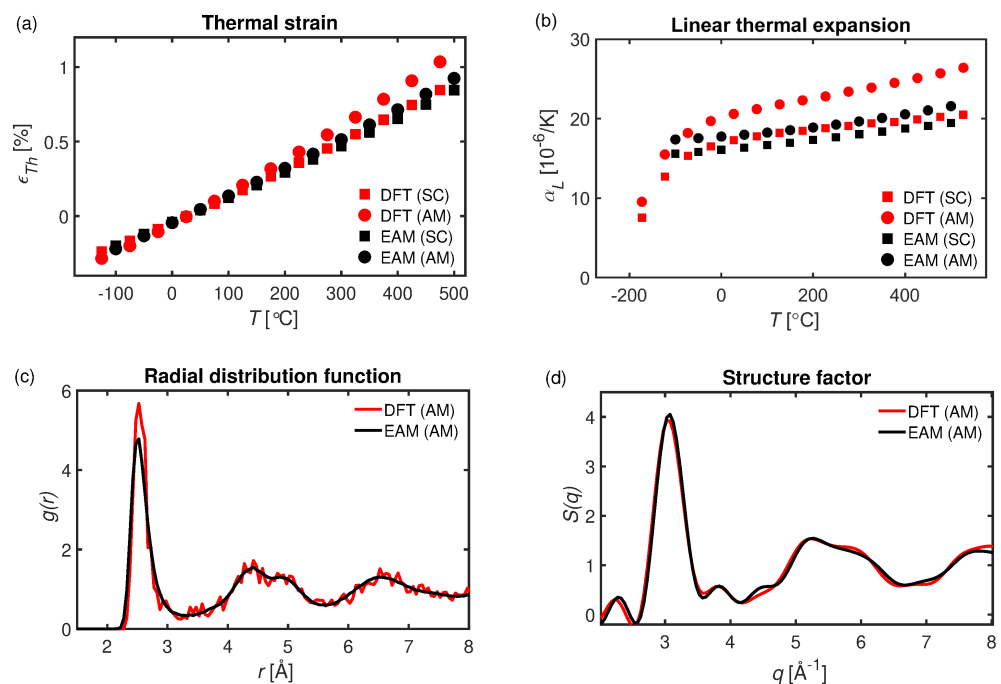 (a)
Thermal strain
1
0.5
0
ϵTh [%]
DFT (SC)
DFT (AM)
EAM (SC)
EAM (AM)
-100
0
100
200
300
400
500
T [°C]
(b)
Linear thermal expansion
30
20
10
0
αL [10-6/K]
DFT (SC)
DFT (AM)
EAM (SC)
EAM (AM)
-200
0
200
400
T [°C]
(c)
Radial distribution function
6
4
2
0
g(r)
DFT (AM)
EAM (AM)
2
3
4
5
6
7
8
r [Å]
(d)
Structure factor
4
3
2
1
0
S(q)
DFT (AM)
EAM (AM)
3
4
5
6
7
8
q [Å-1]